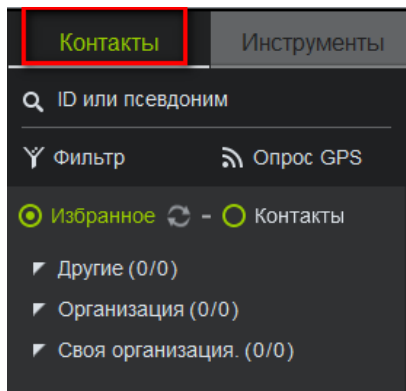 Контакты Инструменты
ID или псевдоним
Фильтр Опрос GPS
Избранное - Контакты
Другие (0/0)
Организация (0/0)
Своя организация. (0/0)